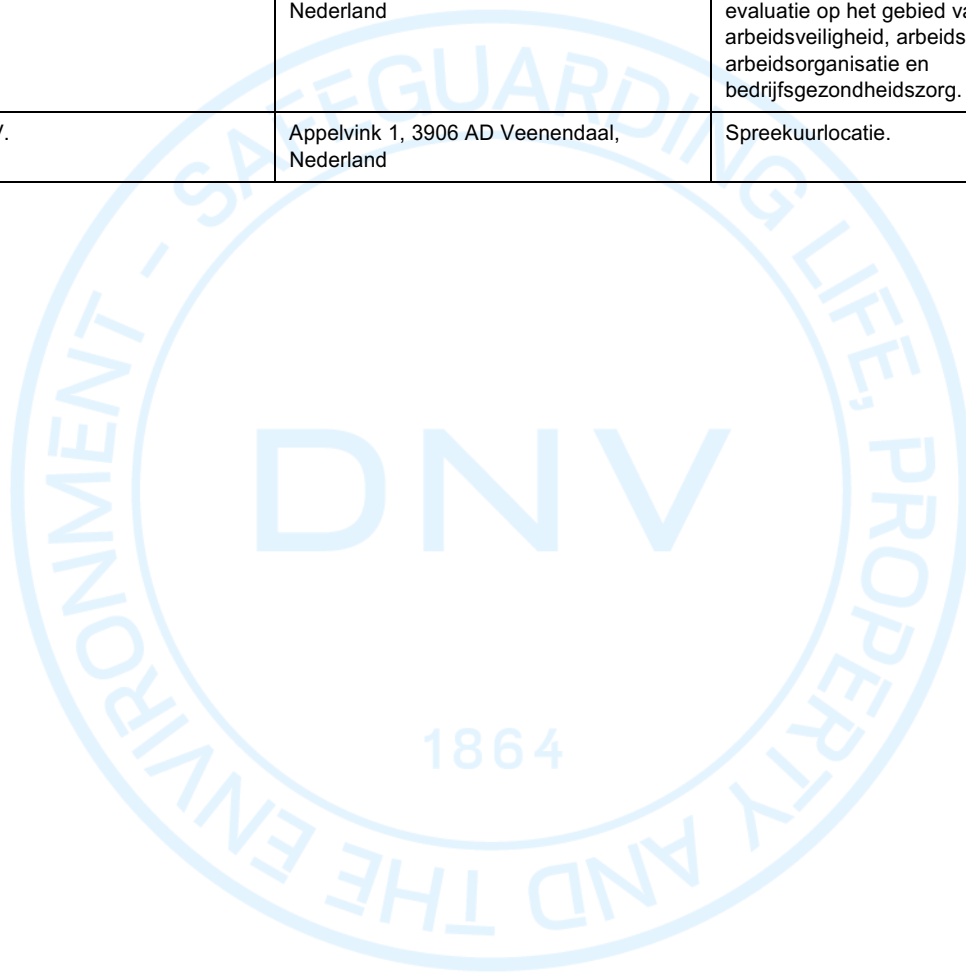 Nederland
evaluatie op het gebied va
arbeidsveiligheid, arbeids
arbeidsorganisatie en
bedrijfsgezondheidszorg.
V.
Appelvink 1, 3906 AD Veenendaal,
Nederland
Spreekuurlocatie.
SAFEGUARDING LIFE, PROPERTY AND THE ENVIRONMENT -
DNV
1864